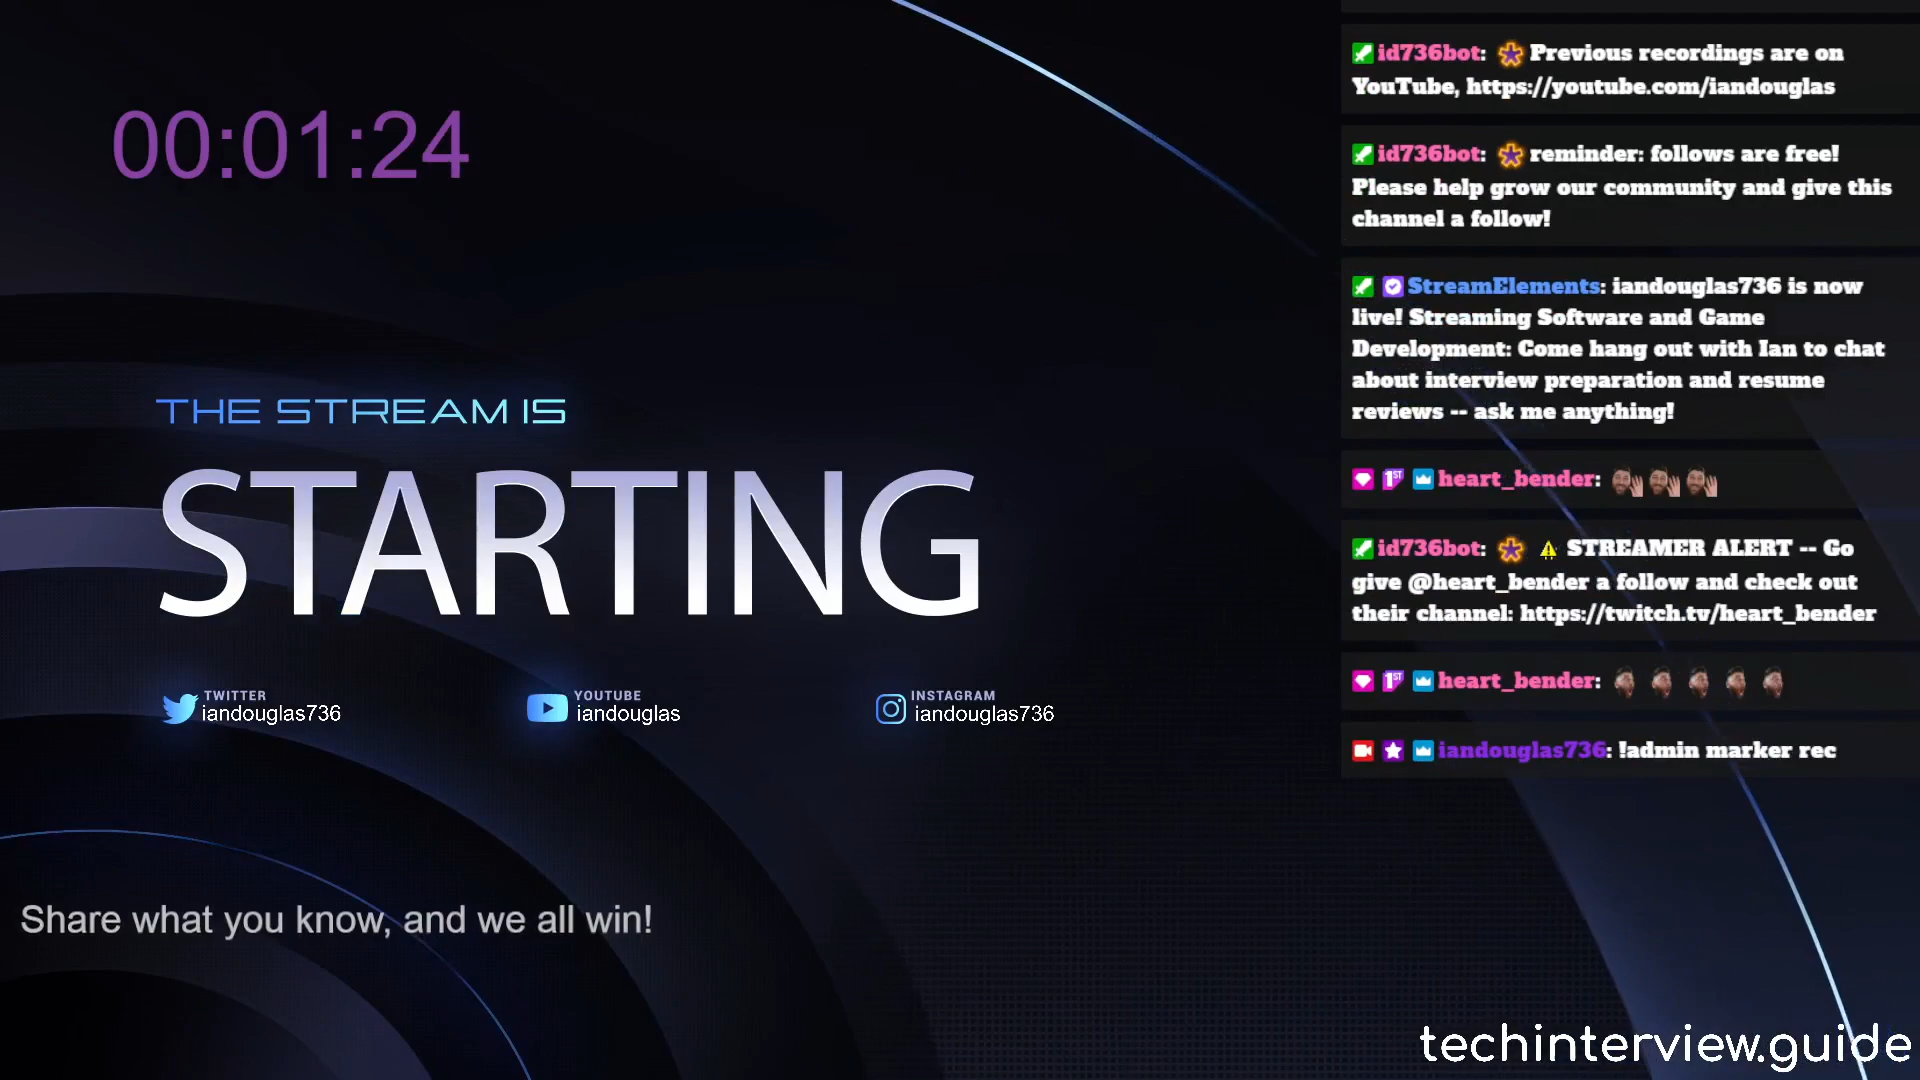 00:01:24
THE STREAM IS
STARTING
TWITTER
iandouglas736
YOUTUBE
iandouglas
INSTAGRAM
iandouglas736
Share what you know, and we all win!
id736bot: Previous recordings are on
YouTube, https://youtube.com/iandouglas
id736bot: reminder: follows are free!
Please help grow our community and give this
channel a follow!
StreamElements: iandouglas736 is now
live! Streaming Software and Game
Development: Come hang out with Ian to chat
about interview preparation and resume
reviews -- ask me anything!
1ST heart_bender:
id736bot: STREAMER ALERT -- Go
give @heart_bender a follow and check out
their channel: https://twitch.tv/heart_bender
1ST heart_bender:
iandouglas736: !admin marker rec
techinterview.guide